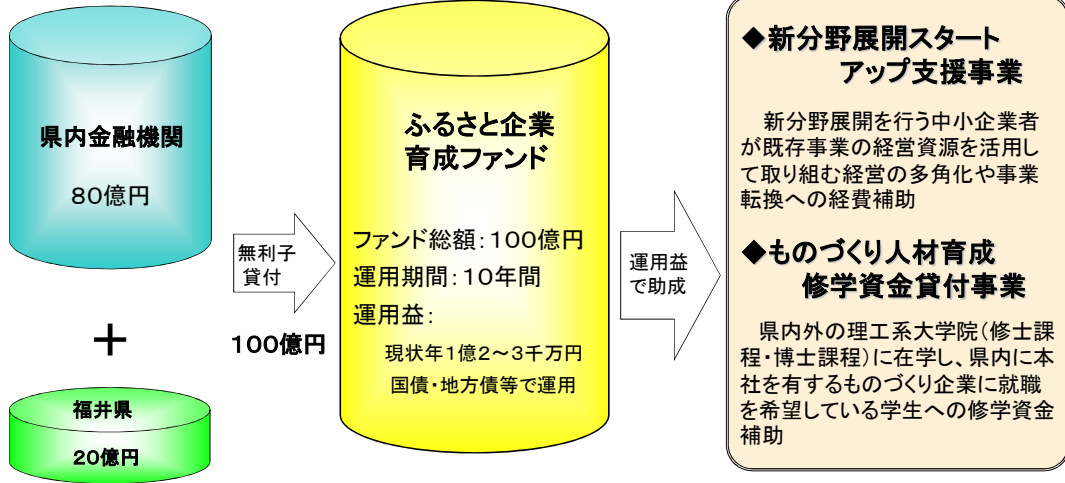 県内金融機関
80億円
+
福井県
20億円
無利子
貸付
100億円
ふるさと企業
育成ファンド
ファンド総額：100億円
運用期間：10年間
運用益：
現状年1億2～3千万円
国債・地方債等で運用
運用益
で助成
◆新分野展開スタート
アップ支援事業
新分野展開を行う中小企業者
が既存事業の経営資源を活用し
て取り組む経営の多角化や事業
転換への経費補助
◆ものづくり人材育成
修学資金貸付事業
県内外の理工系大学院（修士課
程・博士課程）に在学し、県内に本
社を有するものづくり企業に就職
を希望している学生への修学資金
補助